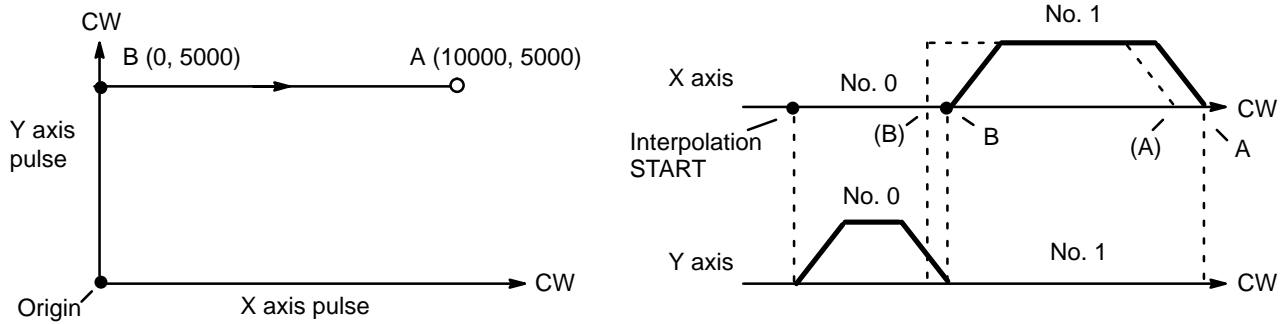 CW
B (0, 5000)
A (10000, 5000)
Y axis
pulse
CW
Origin
X axis pulse
No. 1
X axis
No. 0
CW
Interpolation
START
(B)
B
(A)
A
No. 0
Y axis
No. 1
CW